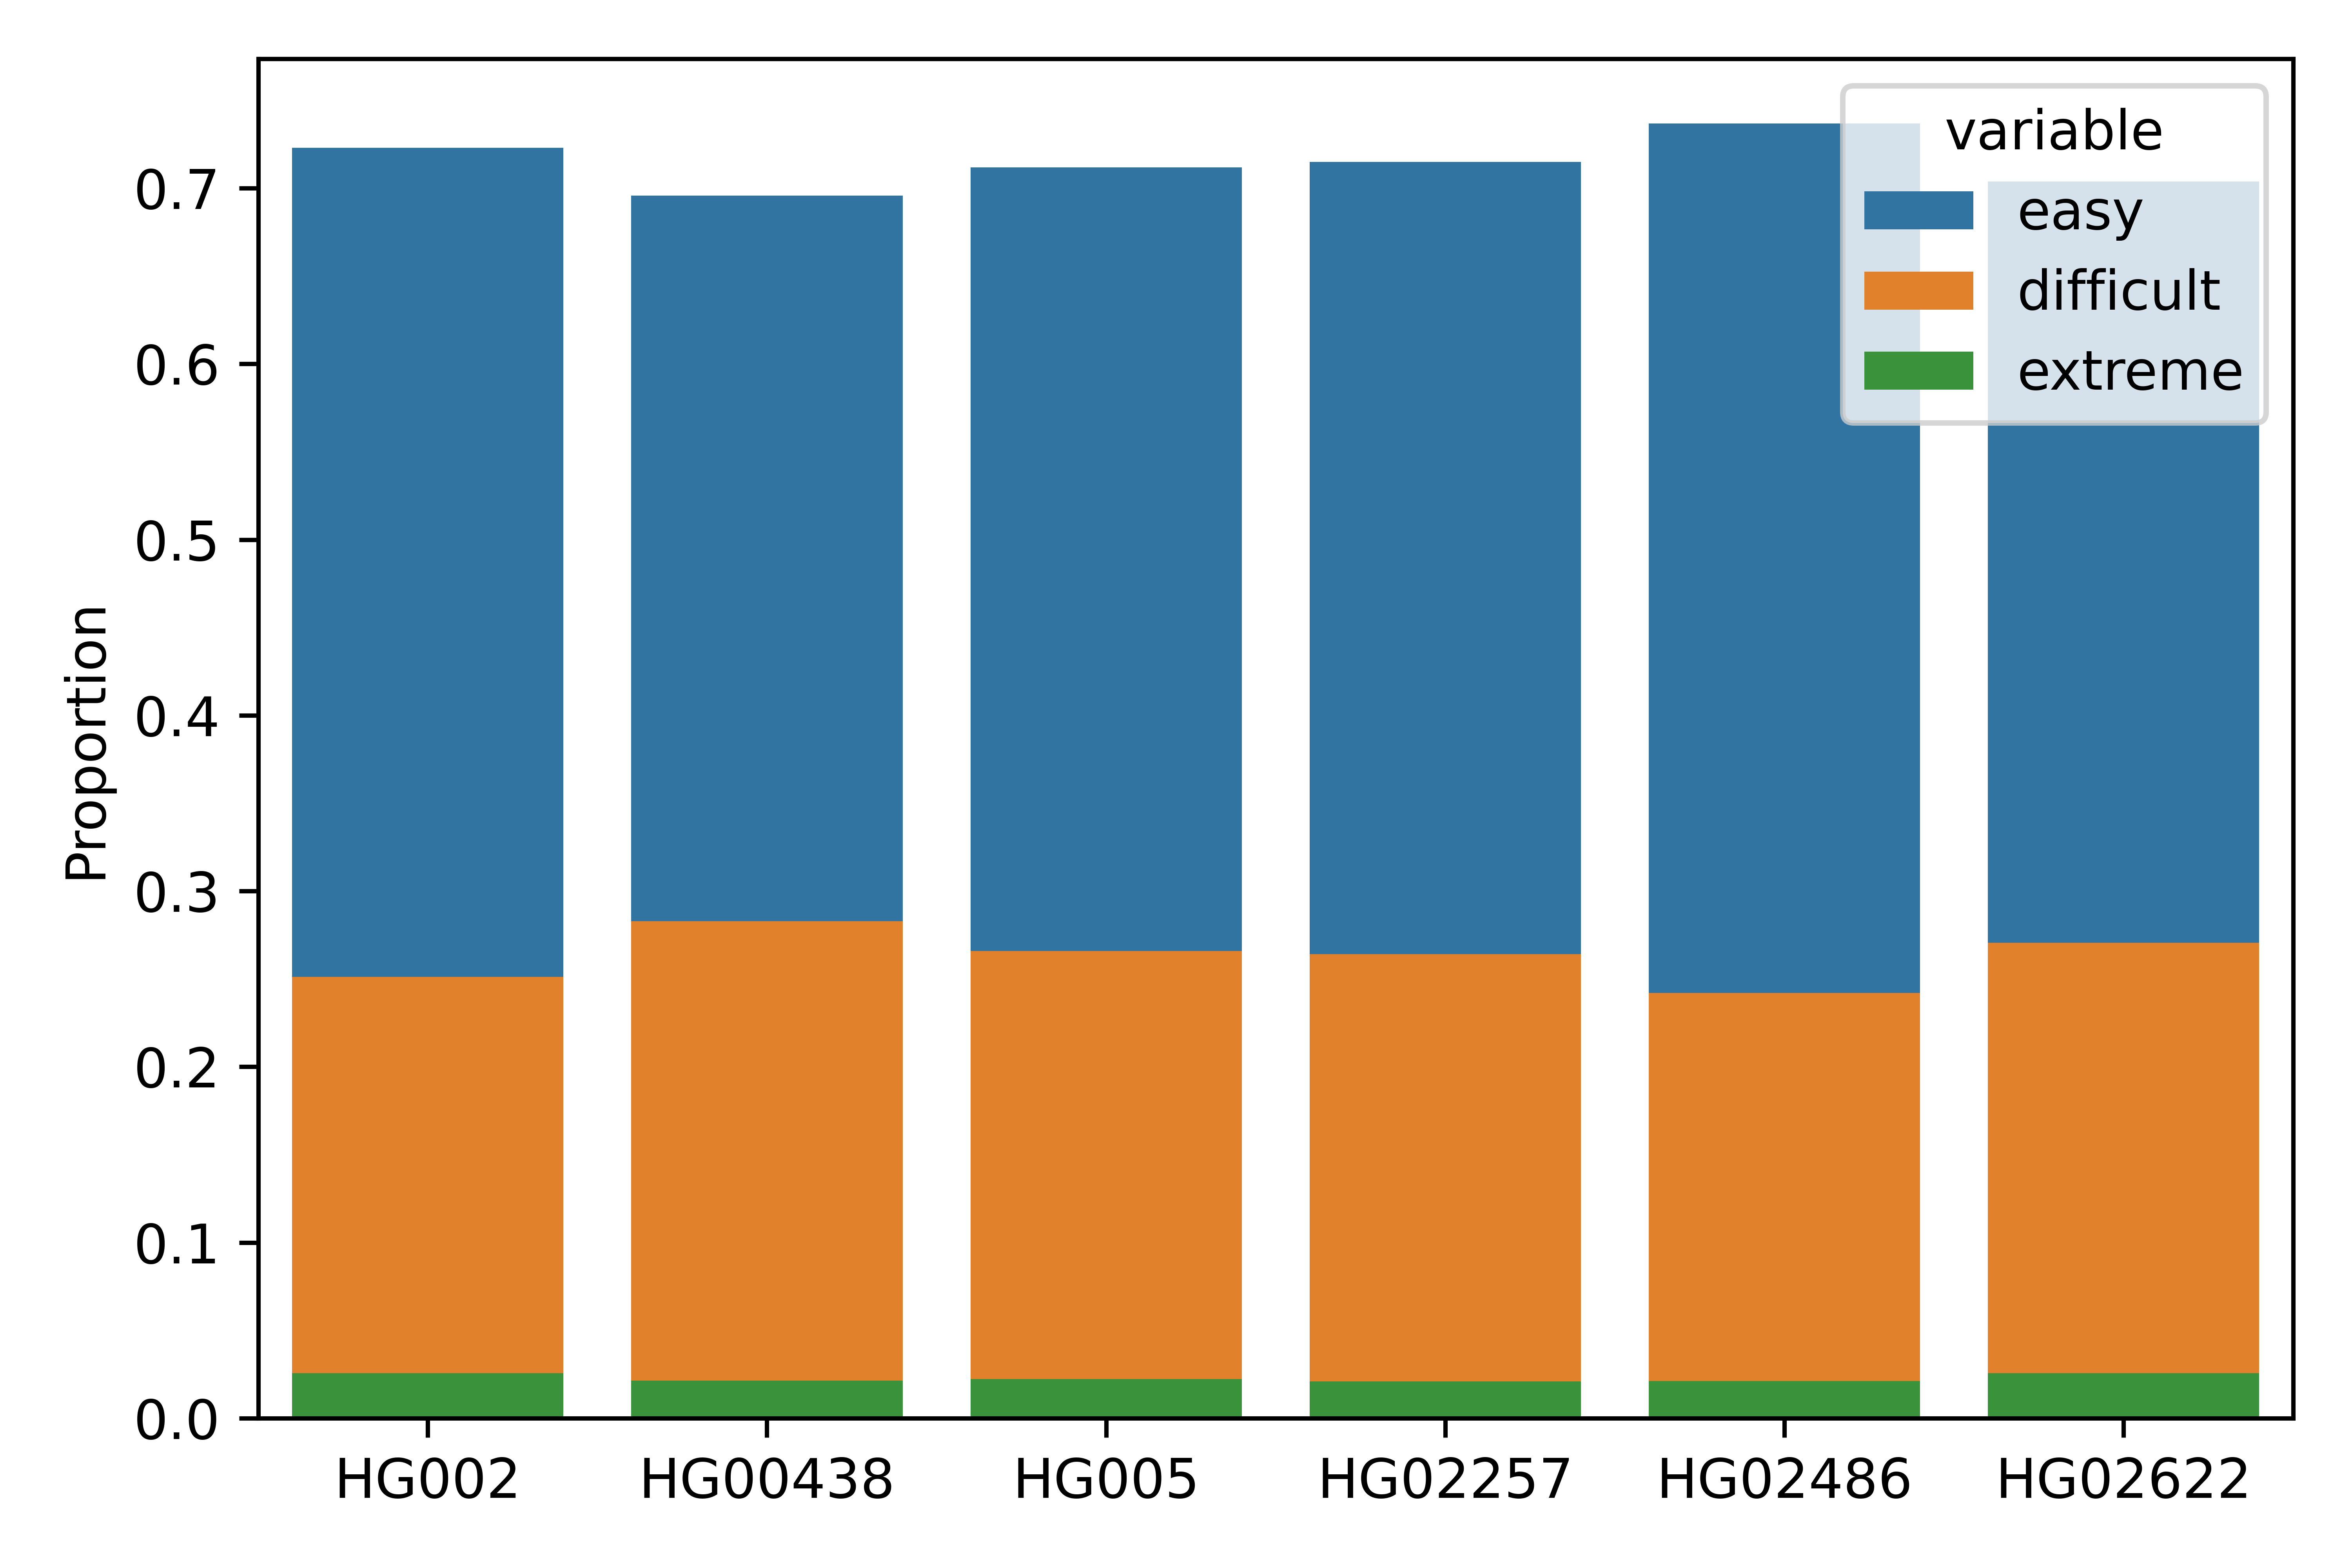 variable
easy
difficult
extreme
Proportion
0.7
0.6
0.5
0.4
0.3
0.2
0.1
0.0
HG002 HG00438 HG005 HG02257 HG02486 HG02622